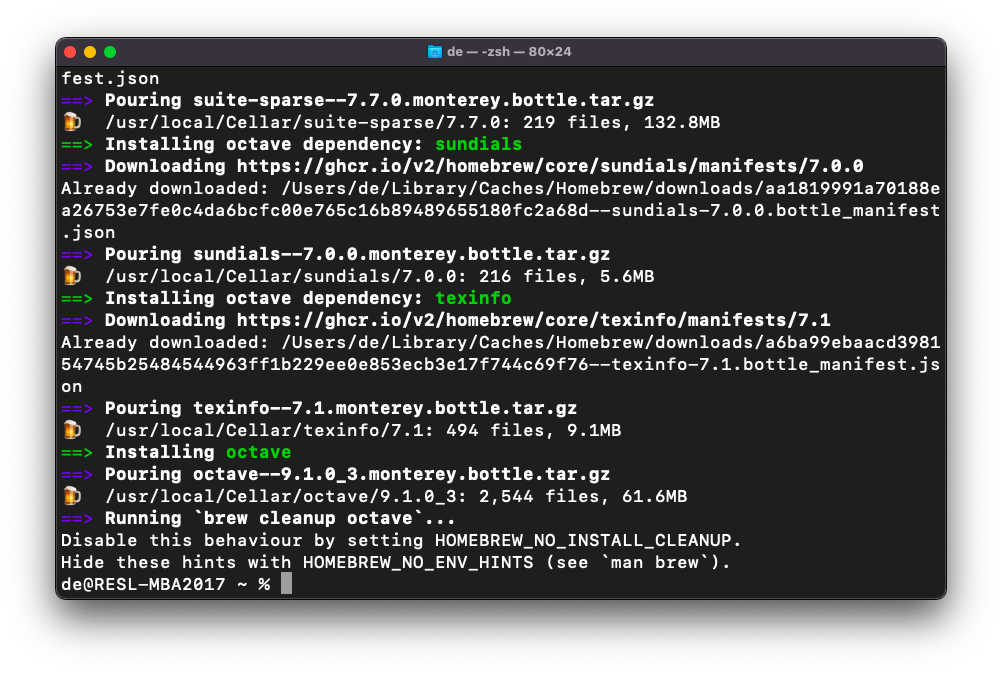 de — -zsh — 80×24
fest.json
==> Pouring suite-sparse--7.7.0.monterey.bottle.tar.gz
🍺  /usr/local/Cellar/suite-sparse/7.7.0: 219 files, 132.8MB
==> Installing octave dependency: sundials
==> Downloading https://ghcr.io/v2/homebrew/core/sundials/manifests/7.0.0
Already downloaded: /Users/de/Library/Caches/Homebrew/downloads/aa1819991a70188e
a26753e7fe0c4da6bcfc00e765c16b89489655180fc2a68d--sundials-7.0.0.bottle_manifest
.json
==> Pouring sundials--7.0.0.monterey.bottle.tar.gz
🍺  /usr/local/Cellar/sundials/7.0.0: 216 files, 5.6MB
==> Installing octave dependency: texinfo
==> Downloading https://ghcr.io/v2/homebrew/core/texinfo/manifests/7.1
Already downloaded: /Users/de/Library/Caches/Homebrew/downloads/a6ba99ebaacd3981
54745b25484544963ff1b229ee0e853ecb3e17f744c69f76--texinfo-7.1.bottle_manifest.js
on
==> Pouring texinfo--7.1.monterey.bottle.tar.gz
🍺  /usr/local/Cellar/texinfo/7.1: 494 files, 9.1MB
==> Installing octave
==> Pouring octave--9.1.0_3.monterey.bottle.tar.gz
🍺  /usr/local/Cellar/octave/9.1.0_3: 2,544 files, 61.6MB
==> Running `brew cleanup octave`...
Disable this behaviour by setting HOMEBREW_NO_INSTALL_CLEANUP.
Hide these hints with HOMEBREW_NO_ENV_HINTS (see `man brew`).
de@RESL-MBA2017 ~ %